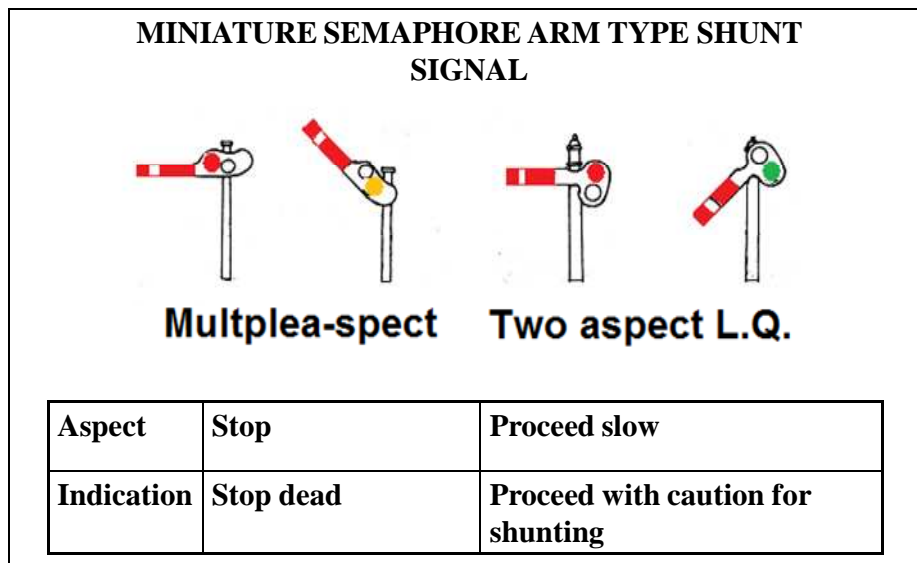 MINIATURE SEMAPHORE ARM TYPE SHUNT
SIGNAL
Multplea-spect Two aspect L.Q.
Aspect Stop Proceed slow
Indication Stop dead Proceed with caution for
shunting